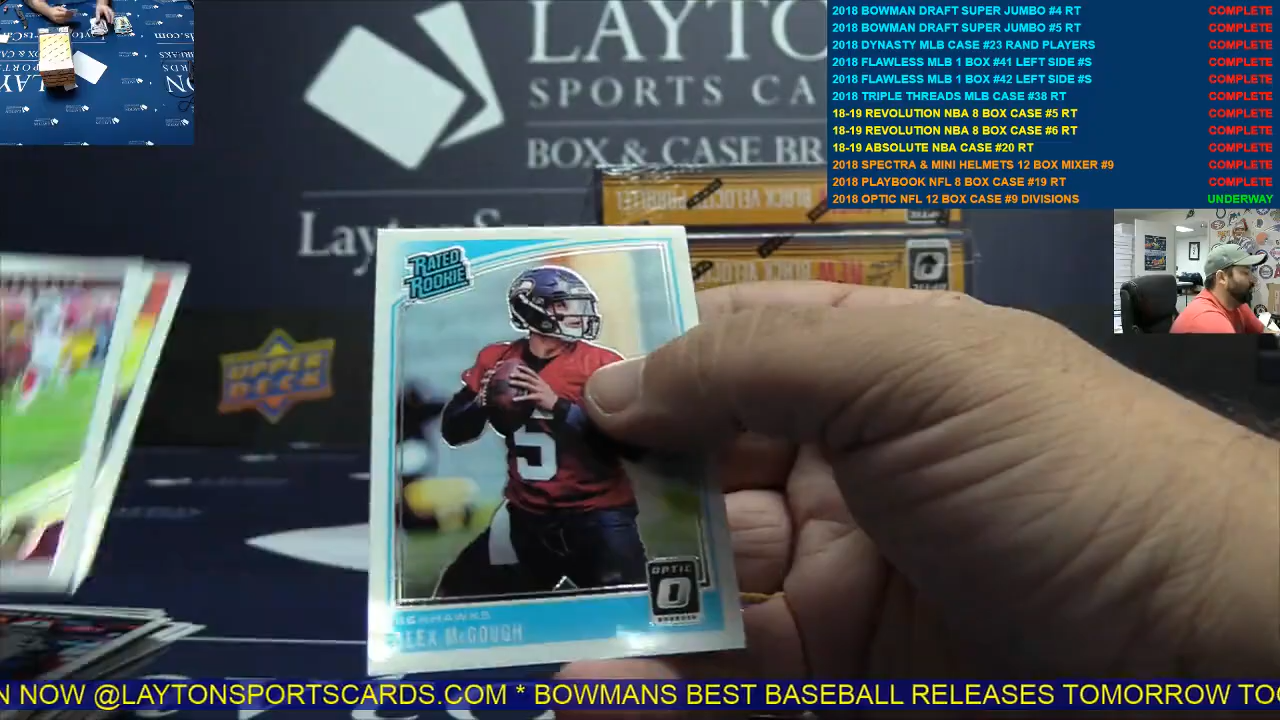 2018 BOWMAN DRAFT SUPER JUMBO #4 RT COMPLETE
2018 BOWMAN DRAFT SUPER JUMBO #5 RT COMPLETE
2018 DYNASTY MLB CASE #23 RAND PLAYERS COMPLETE
2018 FLAWLESS MLB 1 BOX #41 LEFT SIDE #S COMPLETE
2018 FLAWLESS MLB 1 BOX #42 LEFT SIDE #S COMPLETE
2018 TRIPLE THREADS MLB CASE #38 RT COMPLETE
18-19 REVOLUTION NBA 8 BOX CASE #5 RT COMPLETE
18-19 REVOLUTION NBA 8 BOX CASE #6 RT COMPLETE
18-19 ABSOLUTE NBA CASE #20 RT COMPLETE
2018 SPECTRA & MINI HELMETS 12 BOX MIXER #9 COMPLETE
2018 PLAYBOOK NFL 8 BOX CASE #19 RT COMPLETE
2018 OPTIC NFL 12 BOX CASE #9 DIVISIONS UNDERWAY
LAYTON
SPORTS CA
BOX & CASE BR
LaytonS
UPPER
DECK
RATED
ROOKIE
5
OPTIC
SEAHAWKS
ALEX McGOUGH
N NOW @LAYTONSPORTSCARDS.COM * BOWMANS BEST BASEBALL RELEASES TOMORROW TOO